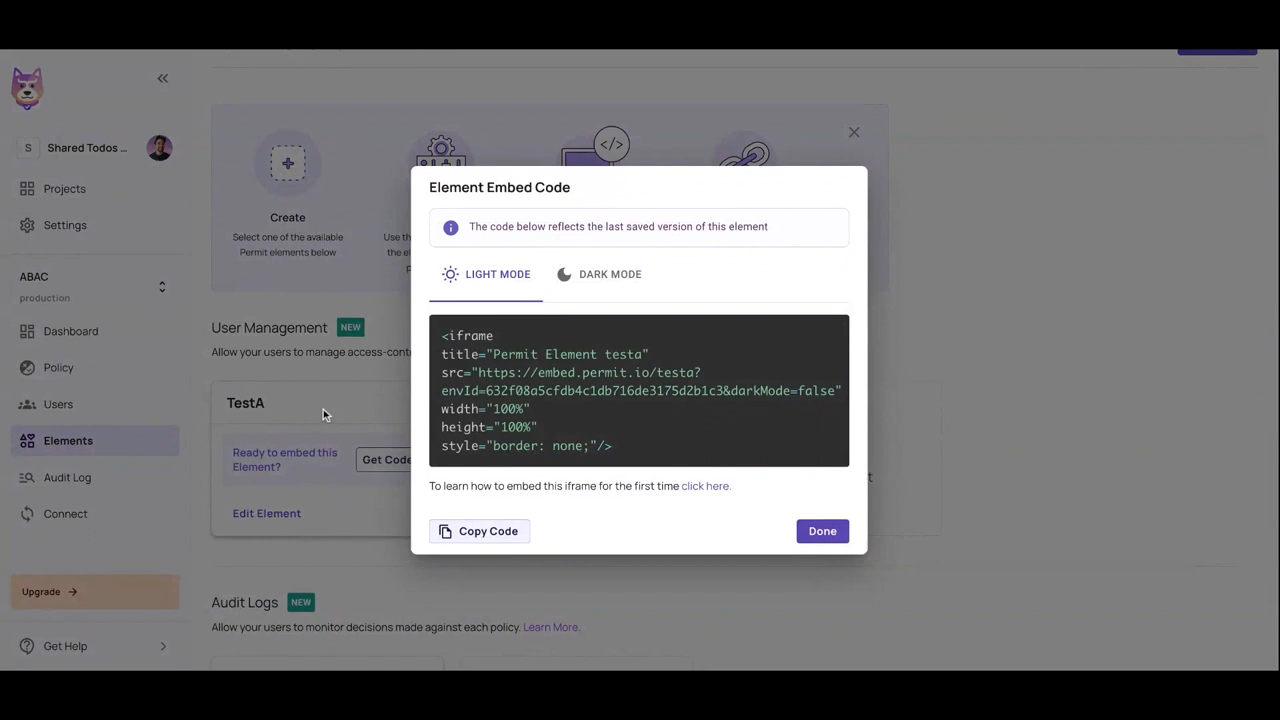 S
Shared Todos ...
Projects
Settings
ABAC
production
Dashboard
Policy
Users
Elements
Audit Log
Connect
Upgrade →
Get Help
Create
Select one of the available
Permit elements below
Use th
the el
P
User Management NEW
Allow your users to manage access-contr
TestA
Ready to embed this
Element?
Get Code
Edit Element
Audit Logs NEW
Allow your users to monitor decisions made against each policy. Learn More.
Element Embed Code
The code below reflects the last saved version of this element
LIGHT MODE
DARK MODE
<iframe
title="Permit Element testa"
src="https://embed.permit.io/testa?
envId=632f08a5cfdb4c1db716de3175d2b1c3&darkMode=false"
width="100%"
height="100%"
style="border: none;"/>
To learn how to embed this iframe for the first time click here.
Copy Code
Done